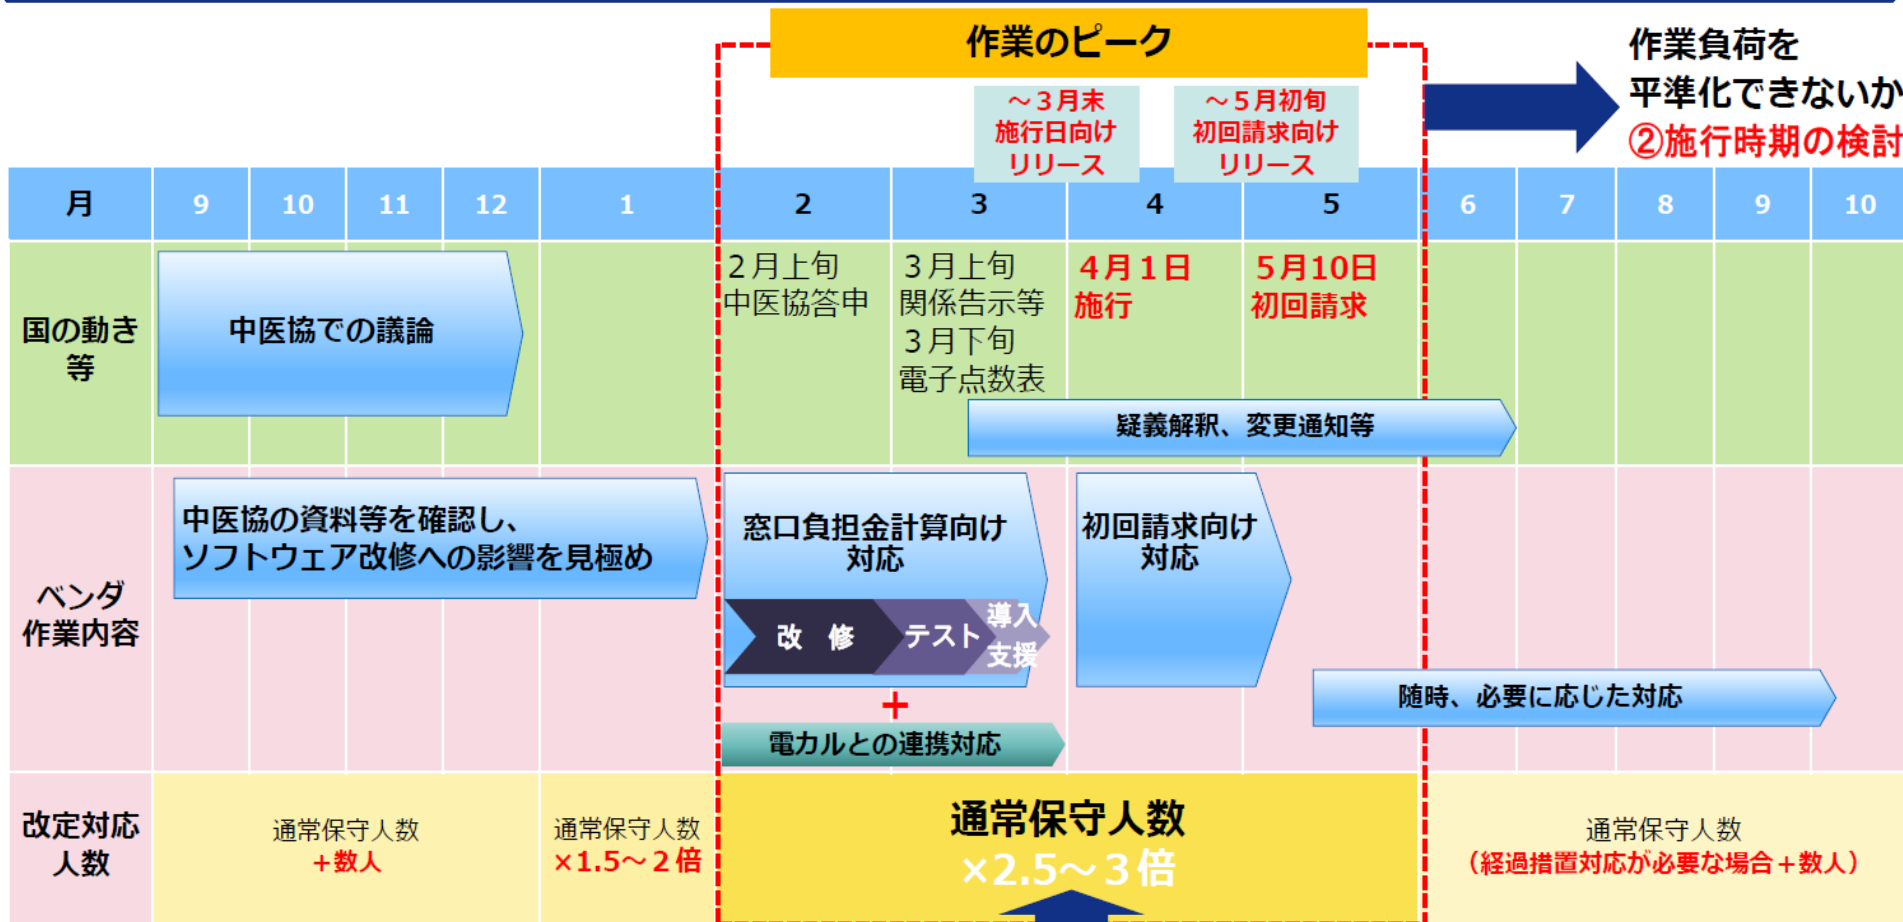 作業のピーク
作業負荷を
平準化できないか
②施行時期の検討
～３月末
施行日向け
リリース
～５月初旬
初回請求向け
リリース
月
9
10
11
12
1
2
3
4
5
6
7
8
9
10
国の動き
等
中医協での議論
２月上旬
中医協答申
３月上旬
関係告示等
３月下旬
電子点数表
４月１日
施行
５月10日
初回請求
疑義解釈、変更通知等
ベンダ
作業内容
中医協の資料等を確認し、
ソフトウェア改修への影響を見極め
窓口負担金計算向け
対応
改　修
テスト
導入
支援
+
電カルとの連携対応
初回請求向け
対応
随時、必要に応じた対応
改定対応
人数
通常保守人数
＋数人
通常保守人数
×1.5～２倍
通常保守人数
×2.5～３倍
通常保守人数
（経過措置対応が必要な場合＋数人）